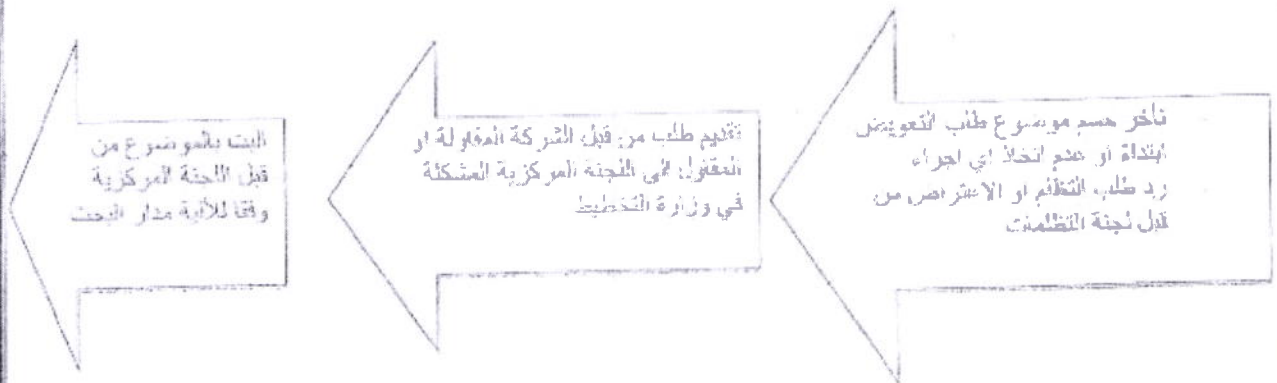 تأخر حسم موضوع طلب التعويض
ابتداءً أو عدم اتخاذ اي اجراء
رد طلب التظلم او الاعتراض من
قبل لجنة التظلمات
تقديم طلب من قبل الشركة المقاولة او
المقاول الى اللجنة المركزية المشكلة
في وزارة التخطيط
البت بالموضوع من
قبل اللجنة المركزية
وفقا للألية مدار البحث